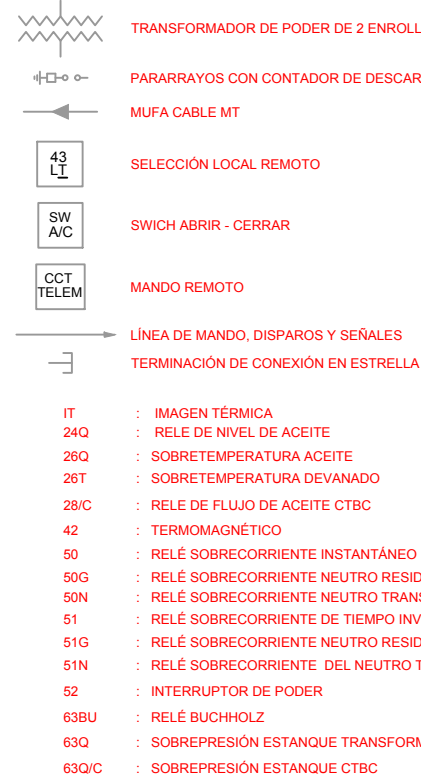 TRANSFORMADOR DE PODER DE 2 ENROLL
PARARRAYOS CON CONTADOR DE DESCAR
MUFA CABLE MT
43
LT
SELECCIÓN LOCAL REMOTO
SW
A/C
SWICH ABRIR - CERRAR
CCT
TELEM
MANDO REMOTO
LÍNEA DE MANDO, DISPAROS Y SEÑALES
TERMINACIÓN DE CONEXIÓN EN ESTRELLA
IT : IMAGEN TÉRMICA
24Q : RELE DE NIVEL DE ACEITE
26Q : SOBRETEMPERATURA ACEITE
26T : SOBRETEMPERATURA DEVANADO
28/C : RELE DE FLUJO DE ACEITE CTBC
42 : TERMOMAGNÉTICO
50 : RELÉ SOBRECORRIENTE INSTANTÁNEO
50G : RELÉ SOBRECORRIENTE NEUTRO RESID
50N : RELÉ SOBRECORRIENTE NEUTRO TRANS
51 : RELÉ SOBRECORRIENTE DE TIEMPO INV
51G : RELÉ SOBRECORRIENTE NEUTRO RESID
51N : RELÉ SOBRECORRIENTE DEL NEUTRO T
52 : INTERRUPTOR DE PODER
63BU : RELÉ BUCHHOLZ
63Q : SOBREPRESIÓN ESTANQUE TRANSFORM
63Q/C : SOBREPRESIÓN ESTANQUE CTBC